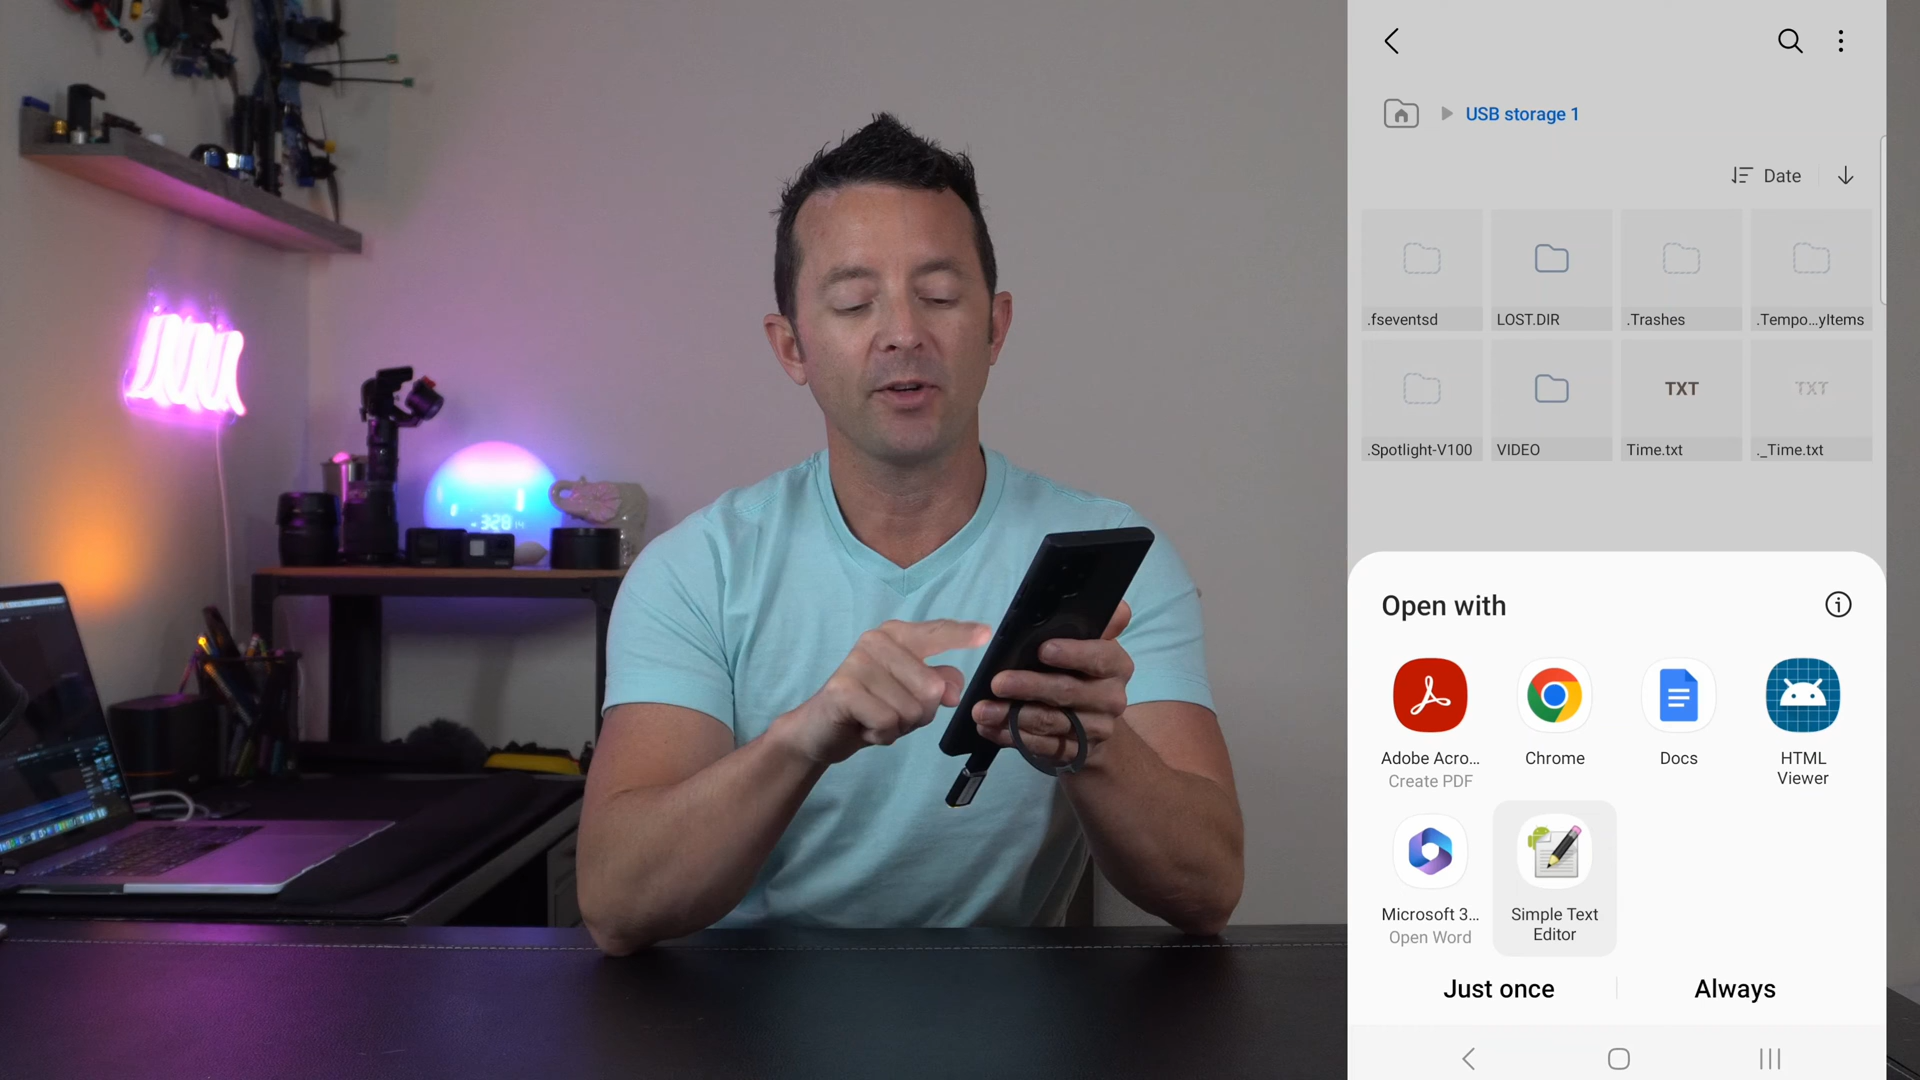 USB storage 1
Date
.fseventsd
LOST.DIR
.Trashes
.Tempo...yItems
TXT
TXT
.Spotlight-V100
VIDEO
Time.txt
._Time.txt
Open with
Adobe Acro...
Create PDF
Chrome
Docs
HTML
Viewer
Microsoft 3...
Open Word
Simple Text
Editor
Just once
Always
3:28